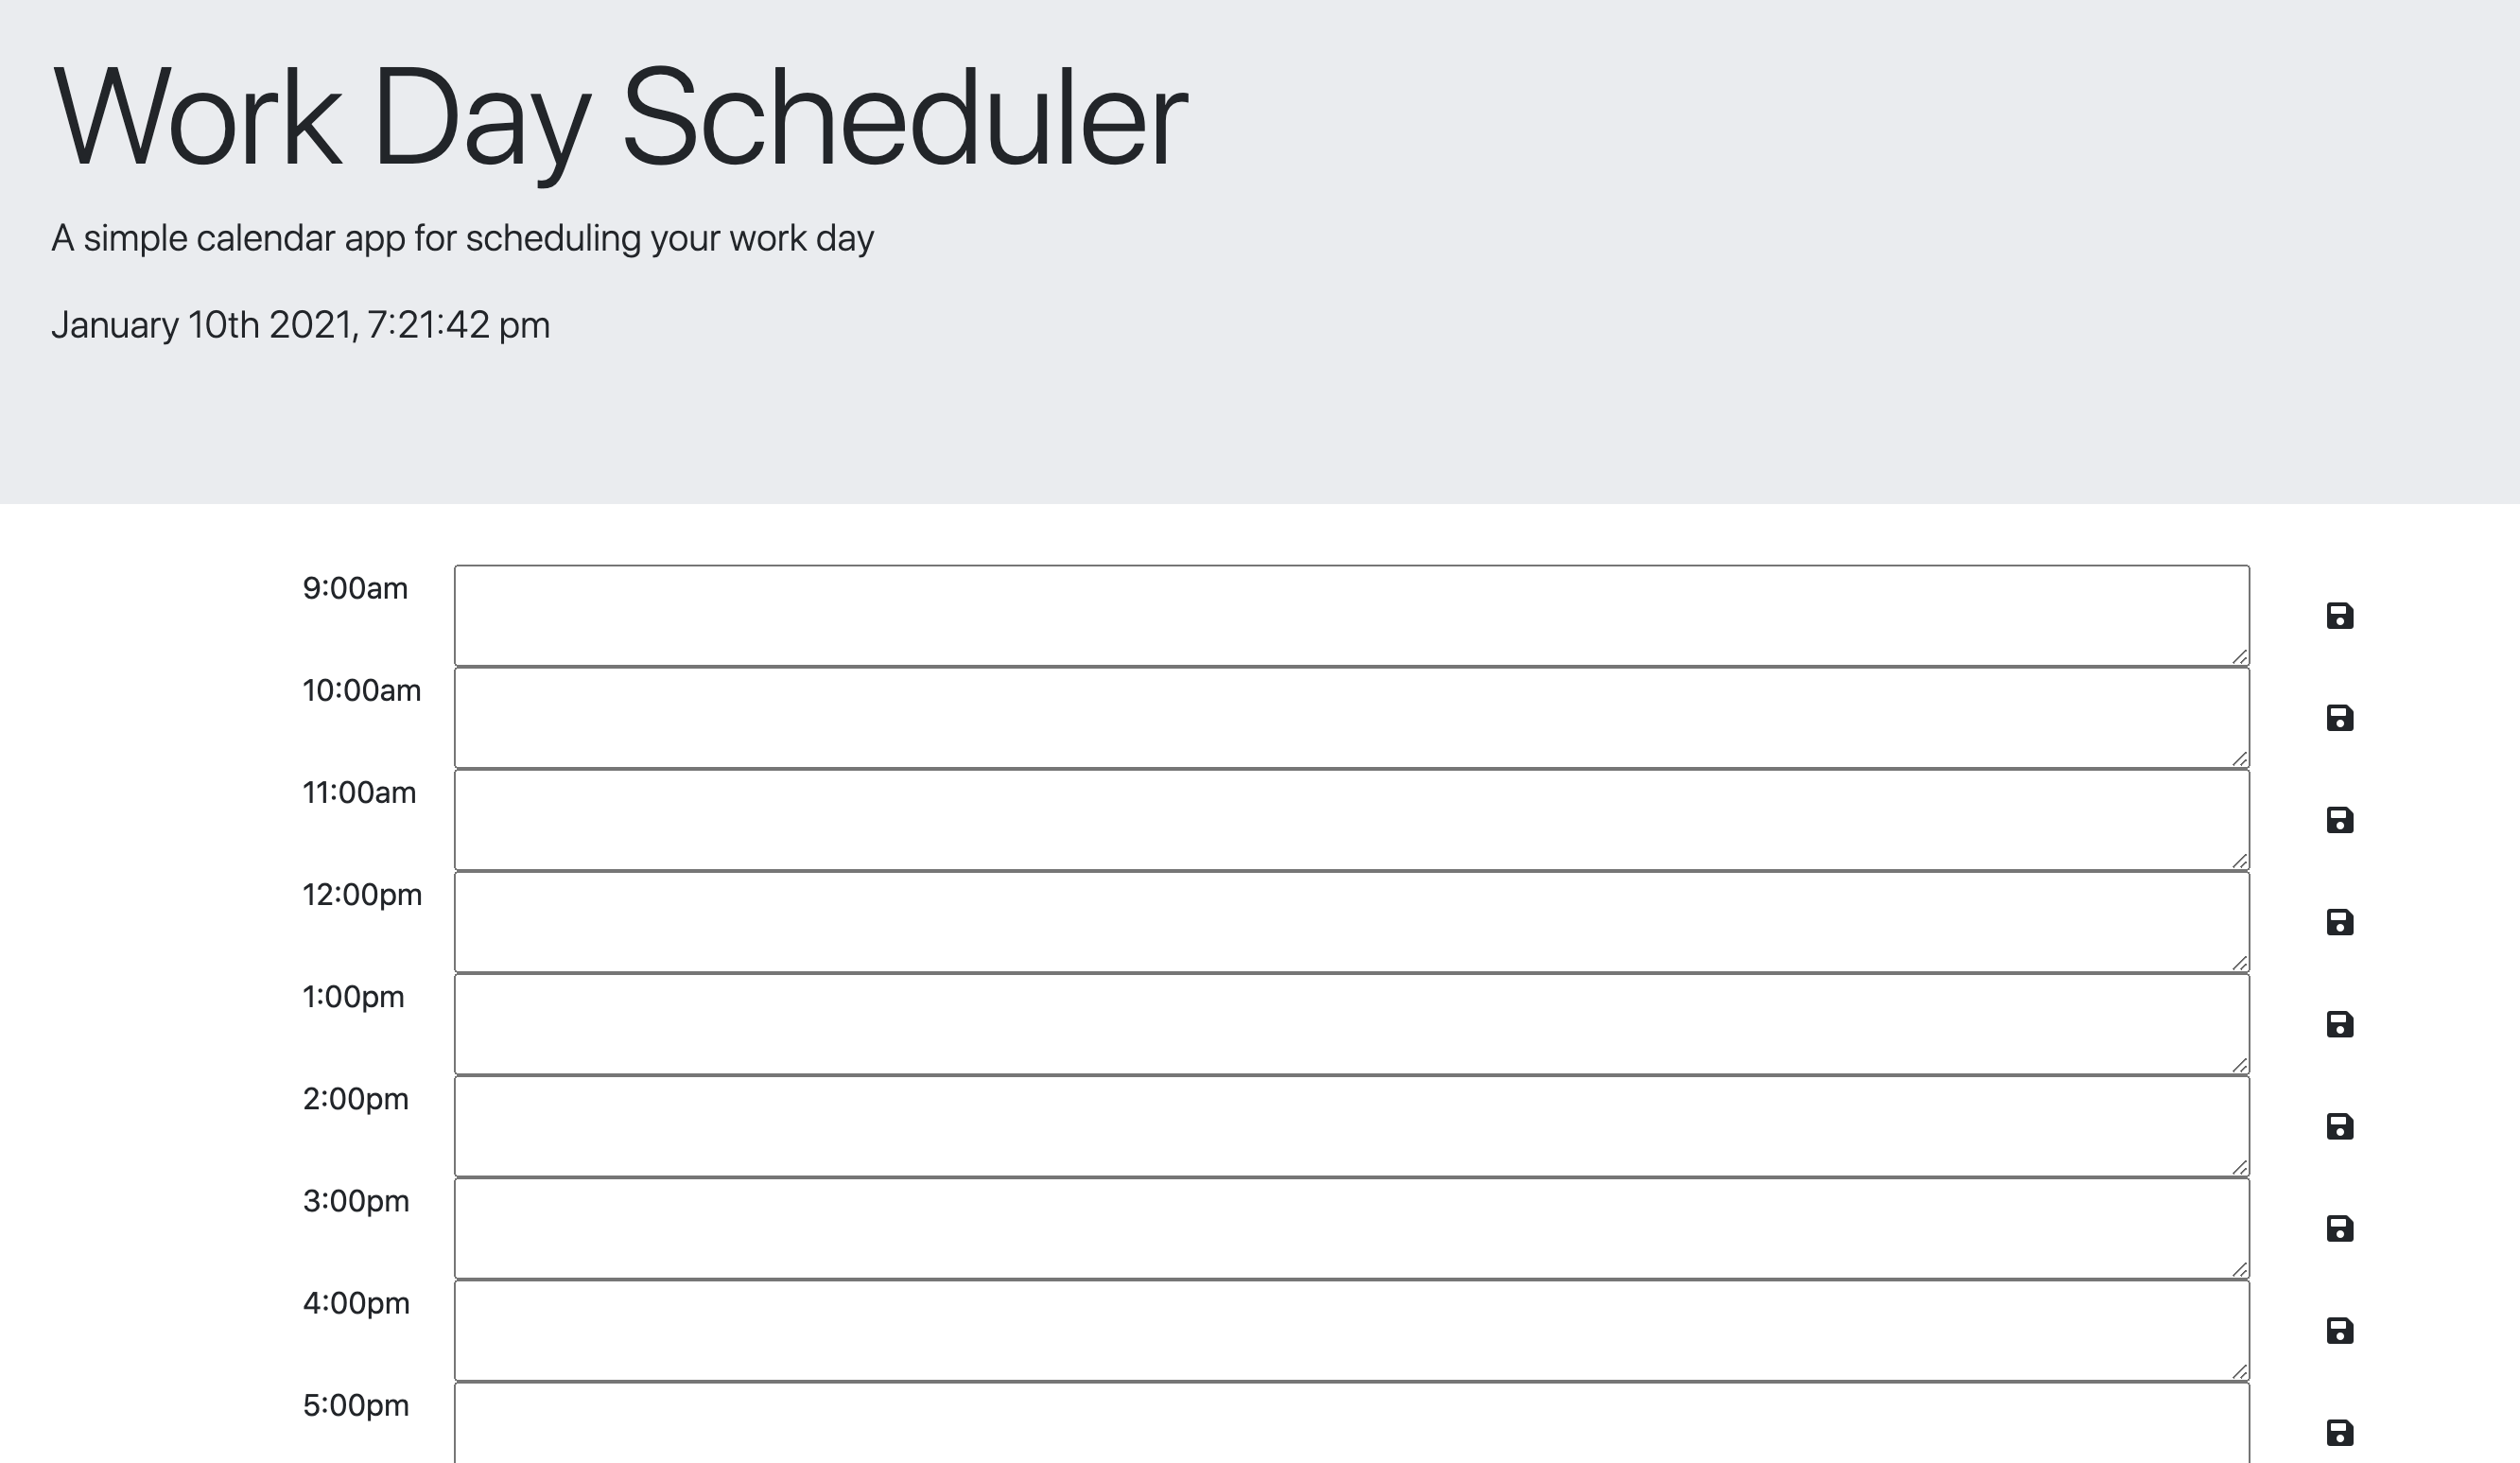 Work Day Scheduler
A simple calendar app for scheduling your work day
January 10th 2021, 7:21:42 pm
9:00am
10:00am
11:00am
12:00pm
1:00pm
2:00pm
3:00pm
4:00pm
5:00pm